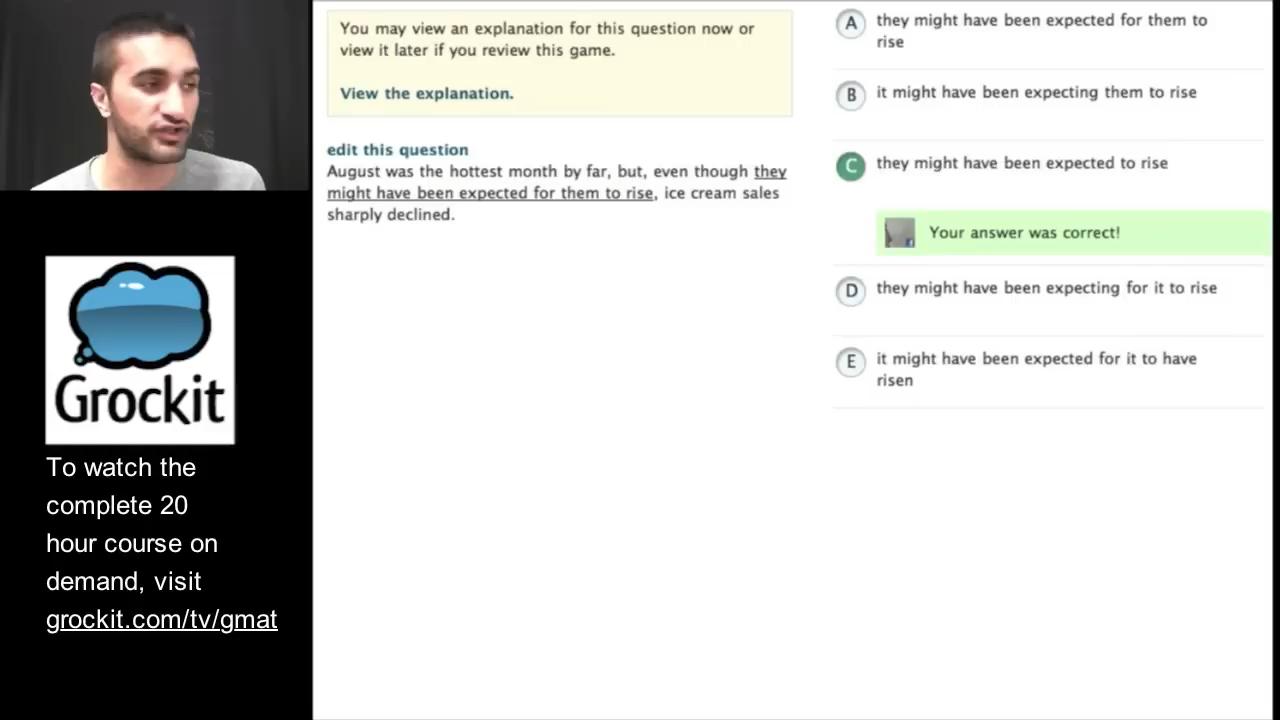 You may view an explanation for this question now or
view it later if you review this game.
View the explanation.
edit this question
August was the hottest month by far, but, even though they
might have been expected for them to rise, ice cream sales
sharply declined.
A they might have been expected for them to
rise
B it might have been expecting them to rise
C they might have been expected to rise
Your answer was correct!
D they might have been expecting for it to rise
E it might have been expected for it to have
risen
Grockit
To watch the
complete 20
hour course on
demand, visit
grockit.com/tv/gmat